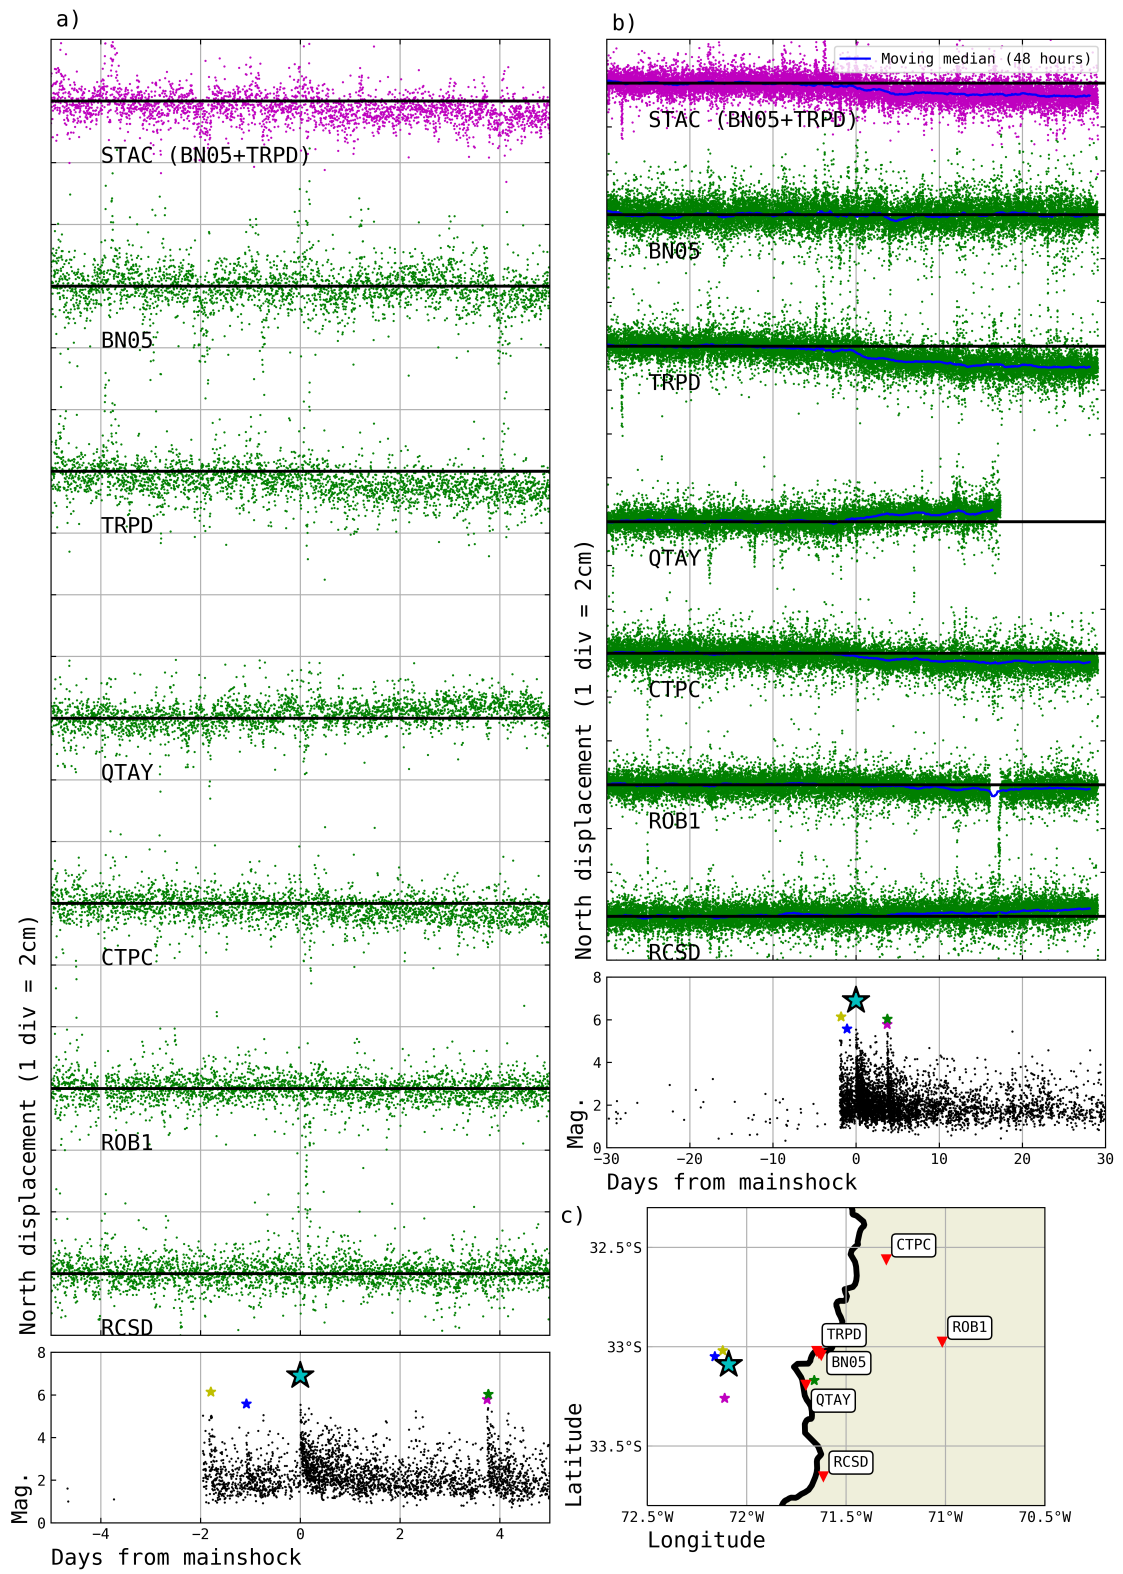 a)
STAC (BN05+TRPD)
BN05
TRPD
QTAY
CTPC
ROB1
RCSD
North displacement (1 div = 2cm)
8
6
4
2
0
Mag.
−4
−2
0
2
4
Days from mainshock
b)
Moving median (48 hours)
STAC (BN05+TRPD)
BN05
TRPD
QTAY
CTPC
ROB1
RCSD
North displacement (1 div = 2cm)
8
6
4
2
0
Mag.
−30
−20
−10
0
10
20
30
Days from mainshock
c)
CTPC
ROB1
TRPD
BN05
QTAY
RCSD
32.5°S
33°S
33.5°S
Latitude
72.5°W
72°W
71.5°W
71°W
70.5°W
Longitude